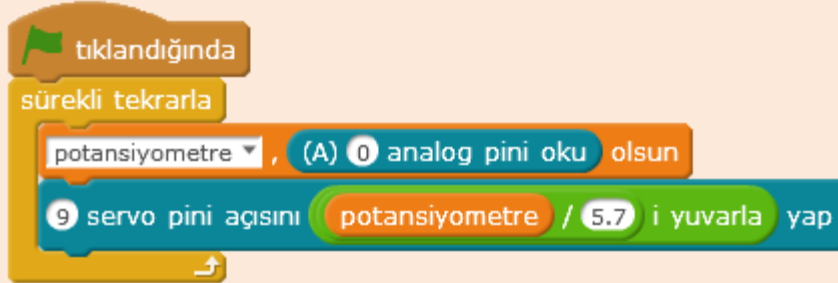 tıklandığında
sürekli tekrarla
potansiyometre , (A) 0 analog pini oku olsun
9 servo pini açısını potansiyometre / 5.7 i yuvarla yap